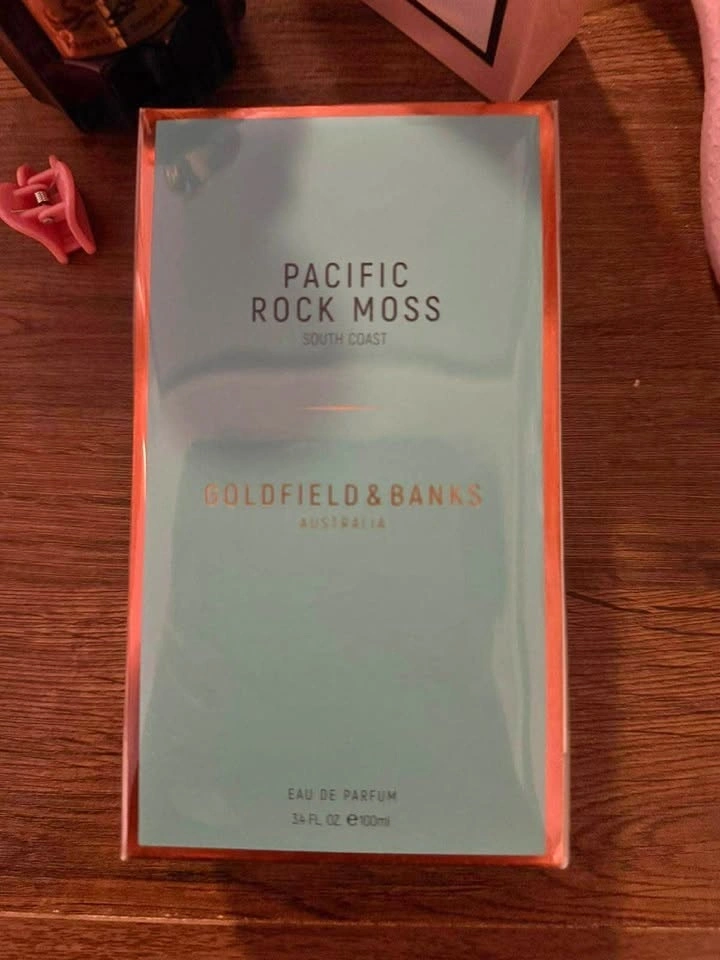 PACIFIC
ROCK MOSS
SOUTH COAST
GOLDFIELD & BANKS
AUSTRALIA
EAU DE PARFUM
3.4 FL. OZ. ℮100ml